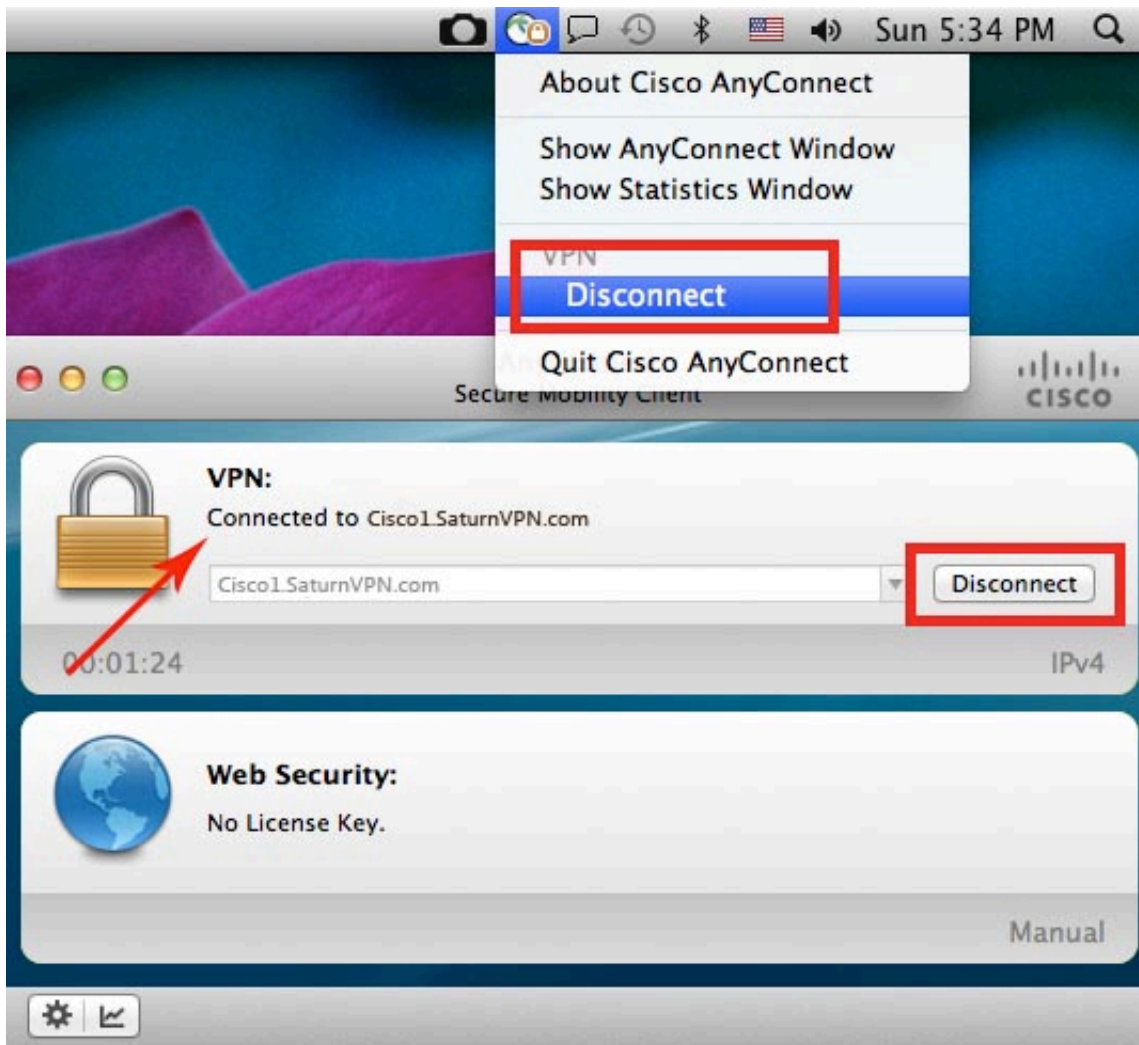 Sun 5:34 PM
About Cisco AnyConnect
Show AnyConnect Window
Show Statistics Window
VPN
Disconnect
Quit Cisco AnyConnect
Secure Mobility Client
CISCO
VPN:
Connected to Cisco1.SaturnVPN.com
Cisco1.SaturnVPN.com
Disconnect
00:01:24
IPv4
Web Security:
No License Key.
Manual